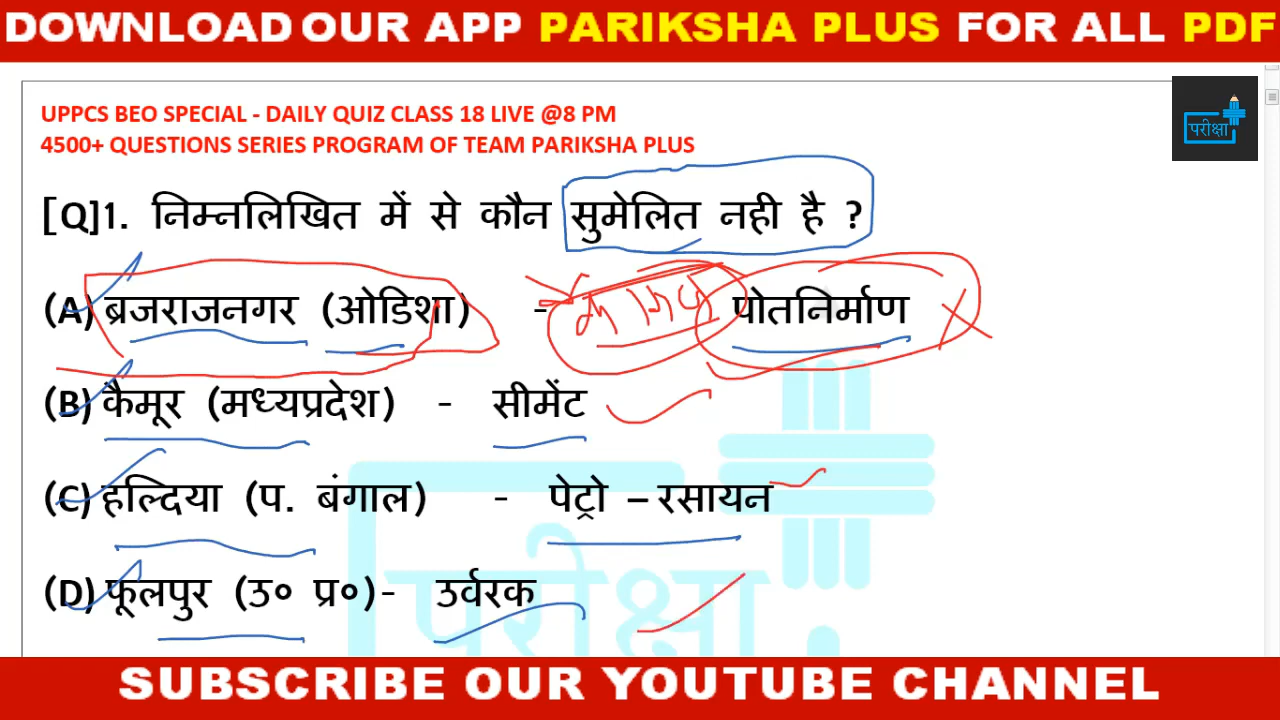 DOWNLOAD OUR APP PARIKSHA PLUS FOR ALL PDF
UPPCS BEO SPECIAL - DAILY QUIZ CLASS 18 LIVE @8 PM
4500+ QUESTIONS SERIES PROGRAM OF TEAM PARIKSHA PLUS
परीक्षा
[Q]1. निम्नलिखित में से कौन सुमेलित नही है ?
(A) ब्रजराजनगर (ओडिशा) - पोतनिर्माण
(B) कैमूर (मध्यप्रदेश) - सीमेंट
(C) हल्दिया (प. बंगाल) - पेट्रो – रसायन
(D) फूलपुर (उ० प्र०)- उर्वरक
परीक्षा
SUBSCRIBE OUR YOUTUBE CHANNEL